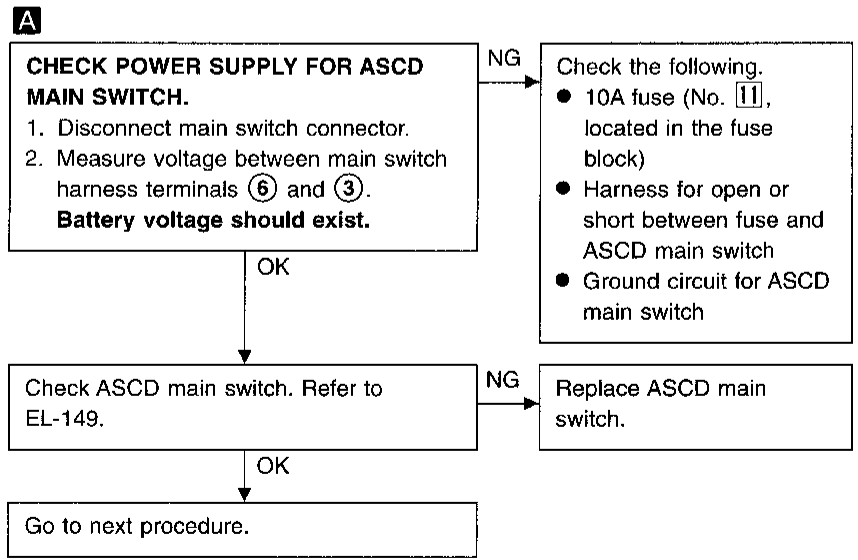 A
CHECK POWER SUPPLY FOR ASCD
MAIN SWITCH.
1. Disconnect main switch connector.
2. Measure voltage between main switch
harness terminals ⑥ and ③.
Battery voltage should exist.
NG
Check the following.
● 10A fuse (No. 11,
located in the fuse
block)
● Harness for open or
short between fuse and
ASCD main switch
● Ground circuit for ASCD
main switch
OK
Check ASCD main switch. Refer to
EL-149.
NG
Replace ASCD main
switch.
OK
Go to next procedure.